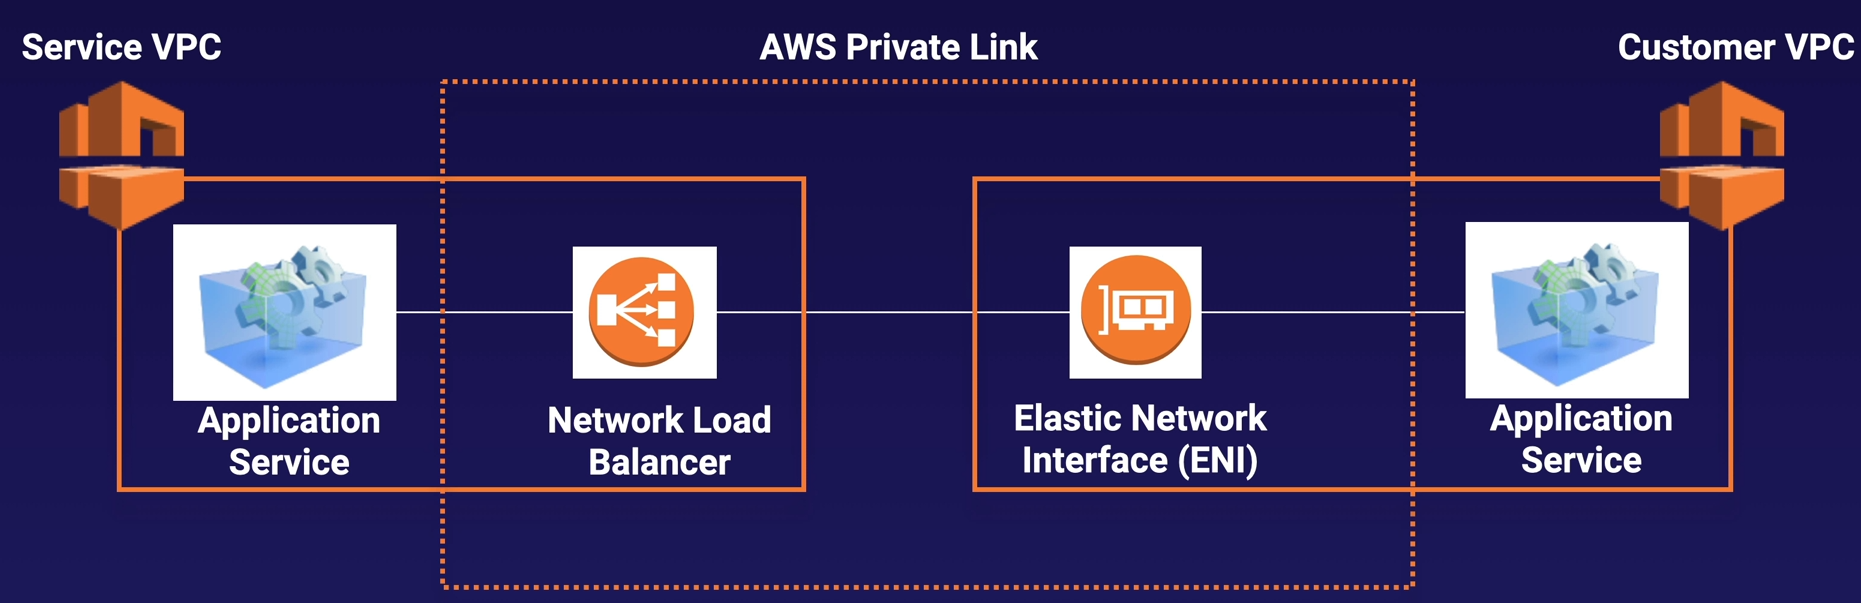 Service VPC
AWS Private Link
Customer VPC
Application
Service
Network Load
Balancer
Elastic Network
Interface (ENI)
Application
Service